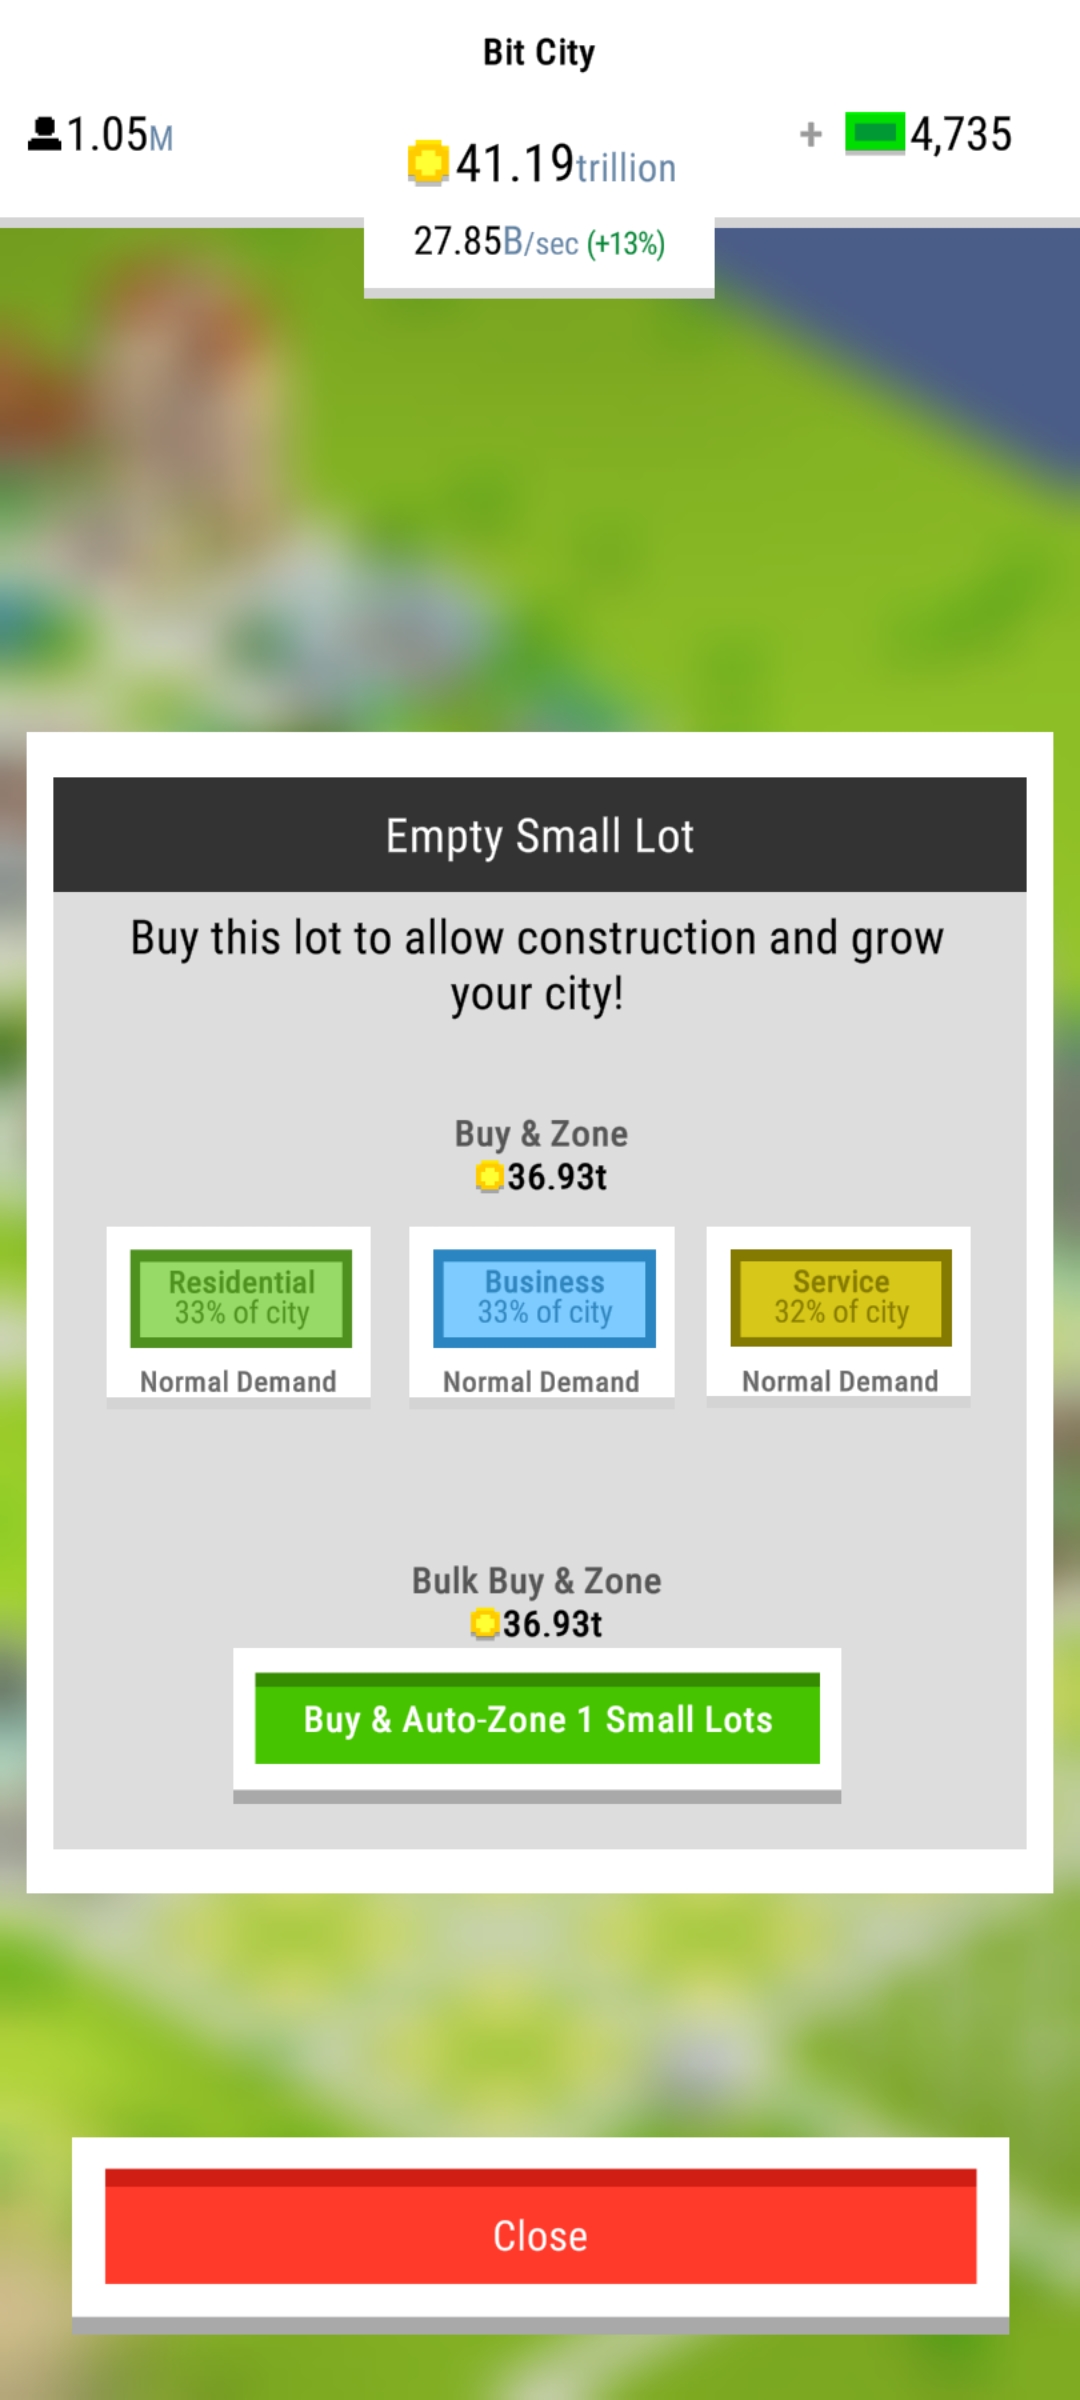 Bit City
1.05M
41.19trillion
+ 4,735
27.85B/sec (+13%)
Empty Small Lot
Buy this lot to allow construction and grow
your city!
Buy & Zone
36.93t
Residential
33% of city
Normal Demand
Business
33% of city
Normal Demand
Service
32% of city
Normal Demand
Bulk Buy & Zone
36.93t
Buy & Auto-Zone 1 Small Lots
Close